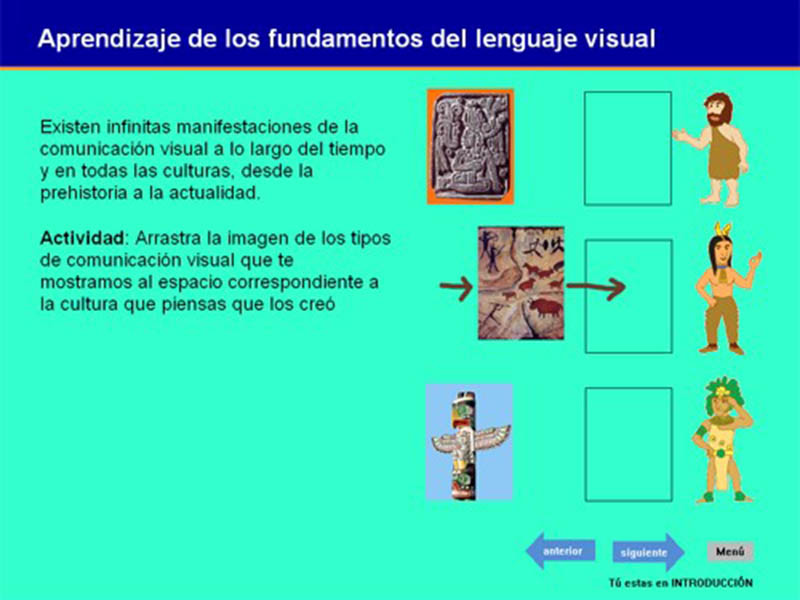 Aprendizaje de los fundamentos del lenguaje visual
Existen infinitas manifestaciones de la
comunicación visual a lo largo del tiempo
y en todas las culturas, desde la
prehistoria a la actualidad.
Actividad: Arrastra la imagen de los tipos
de comunicación visual que te
mostramos al espacio correspondiente a
la cultura que piensas que los creó
anterior
siguiente
Menú
Tú estas en INTRODUCCIÓN